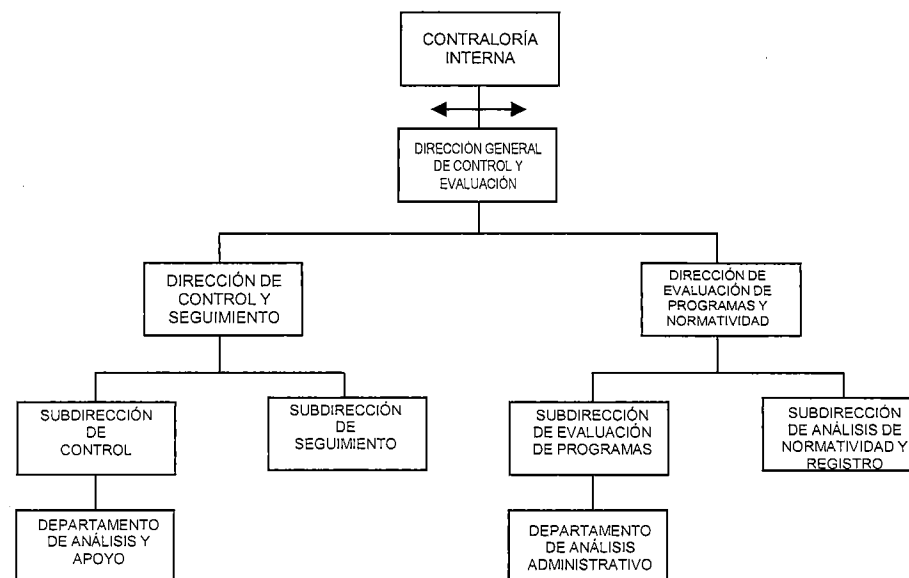 CONTRALORÍA
INTERNA
DIRECCIÓN GENERAL
DE CONTROL Y
EVALUACIÓN
DIRECCIÓN DE
CONTROL Y
SEGUIMIENTO
DIRECCIÓN DE
EVALUACIÓN DE
PROGRAMAS Y
NORMATIVIDAD
SUBDIRECCIÓN
DE
CONTROL
SUBDIRECCIÓN
DE
SEGUIMIENTO
SUBDIRECCIÓN
DE EVALUACIÓN
DE PROGRAMAS
SUBDIRECCIÓN
DE ANÁLISIS DE
NORMATIVIDAD Y
REGISTRO
DEPARTAMENTO
DE ANÁLISIS Y
APOYO
DEPARTAMENTO
DE ANÁLISIS
ADMINISTRATIVO